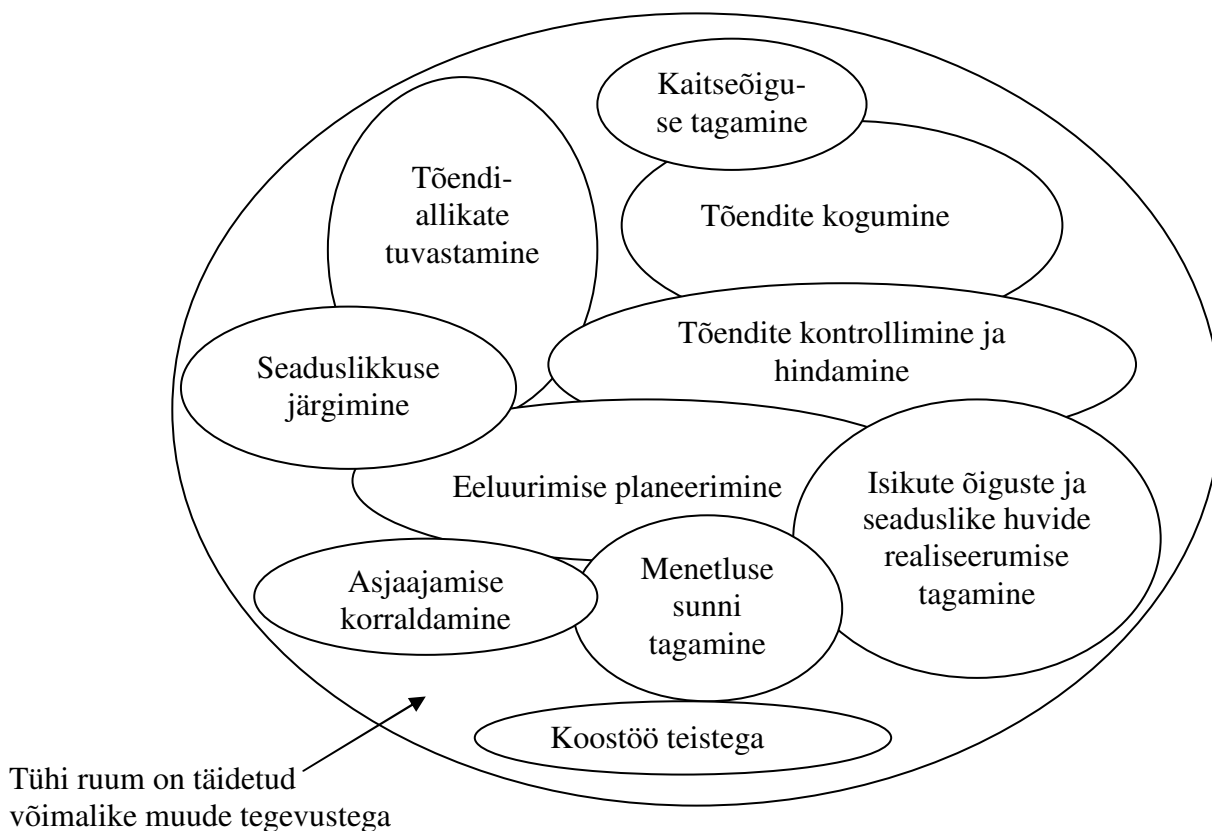 Kaitseõigu-
se tagamine
Tõendi-
allikate
tuvastamine
Tõendite kogumine
Tõendite kontrollimine ja
hindamine
Seaduslikkuse
järgimine
Eeluurimise planeerimine
Isikute õiguste ja
seaduslike huvide
realiseerumise
tagamine
Asjaajamise
korraldamine
Menetluse
sunni
tagamine
Koostöö teistega
Tühi ruum on täidetud
võimalike muude tegevustega